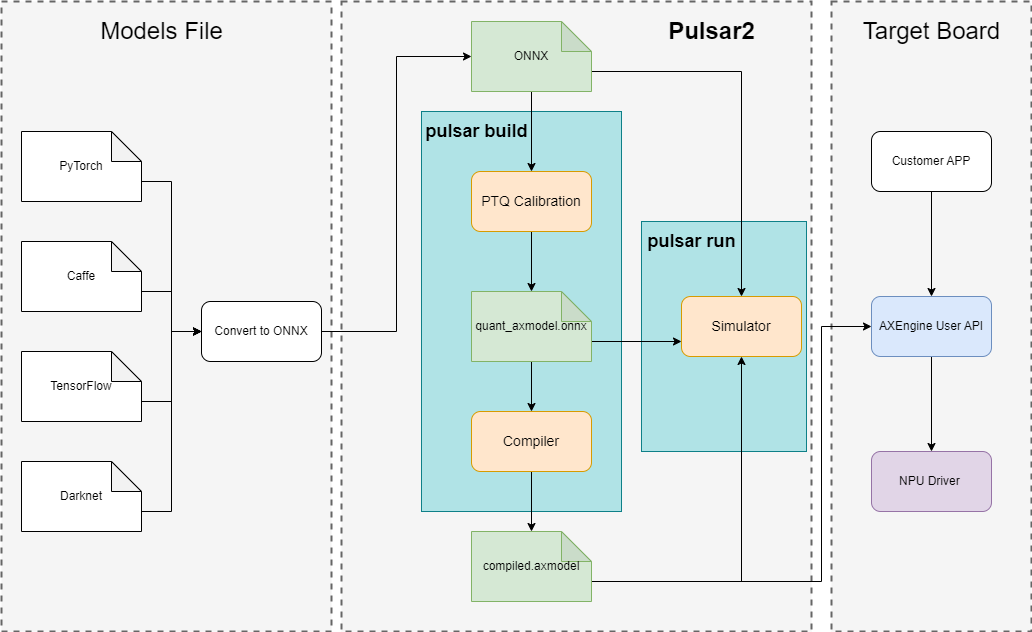 Models File
PyTorch
Caffe
TensorFlow
Darknet
Convert to ONNX
Pulsar2
ONNX
pulsar build
PTQ Calibration
quant_axmodel.onnx
Compiler
compiled.axmodel
pulsar run
Simulator
Target Board
Customer APP
AXEngine User API
NPU Driver